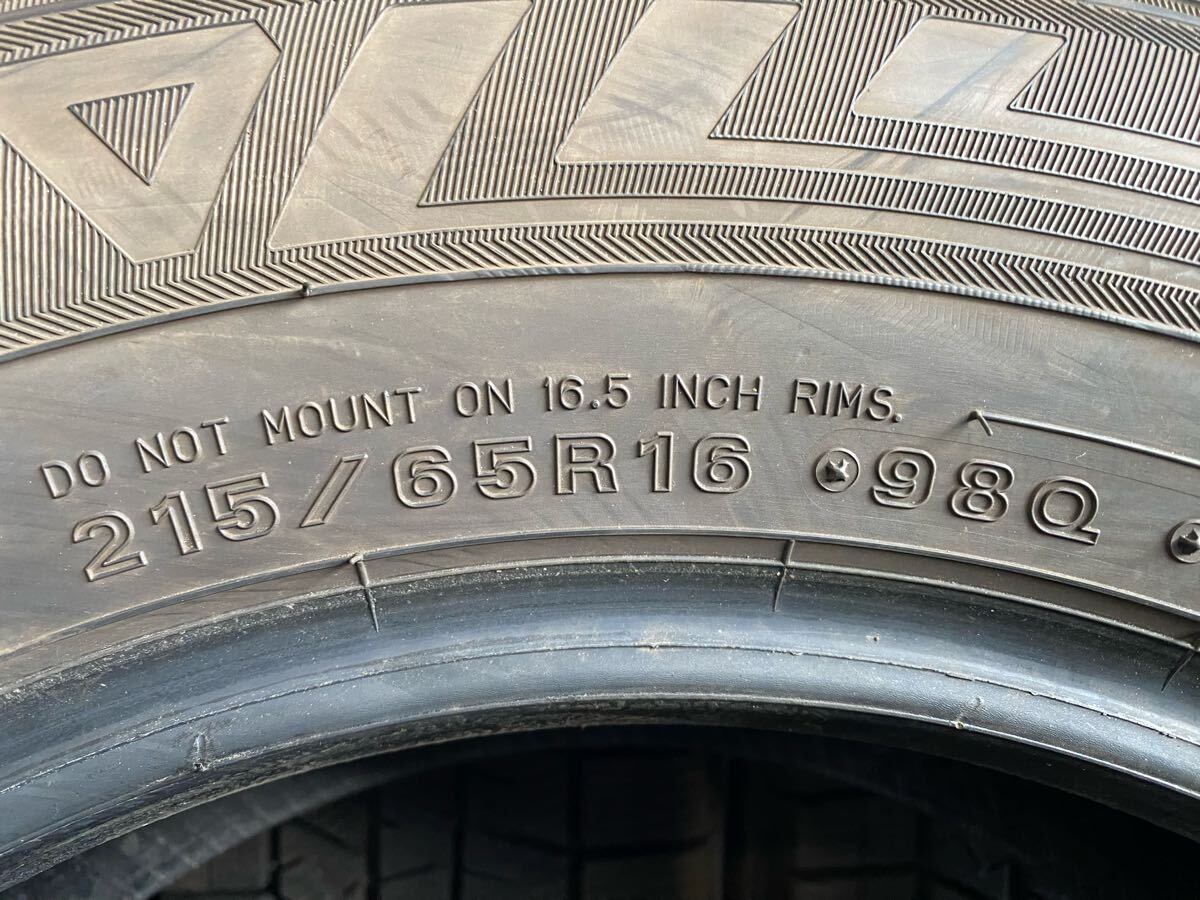 DO NOT MOUNT ON 16.5 INCH RIMS.
215/65R16 98Q